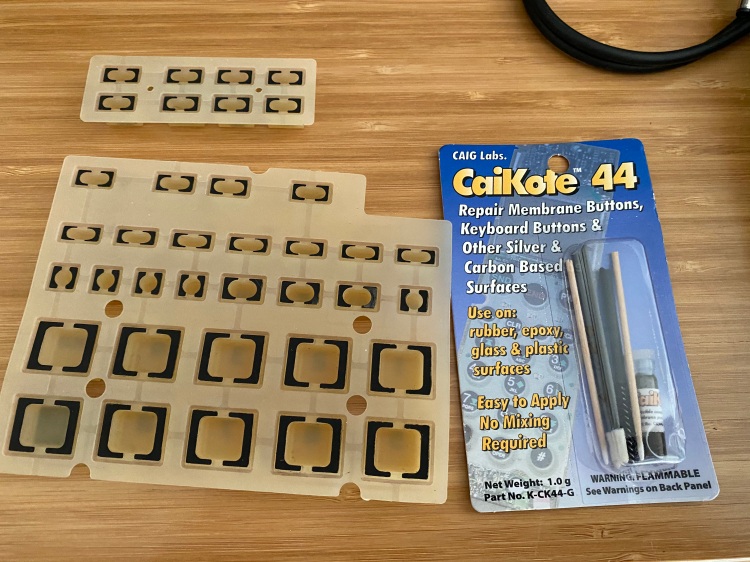 CAIG Labs.
CaiKote™ 44
Repair Membrane Buttons,
Keyboard Buttons &
Other Silver &
Carbon Based
Surfaces
Use on:
rubber, epoxy,
glass & plastic
surfaces
Easy to Apply
No Mixing
Required
Net Weight: 1.0 g
Part No. K-CK44-G
WARNING: FLAMMABLE
See Warnings on Back Panel